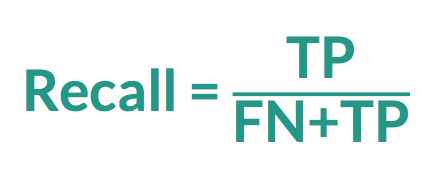 Recall = TP
FN+TP